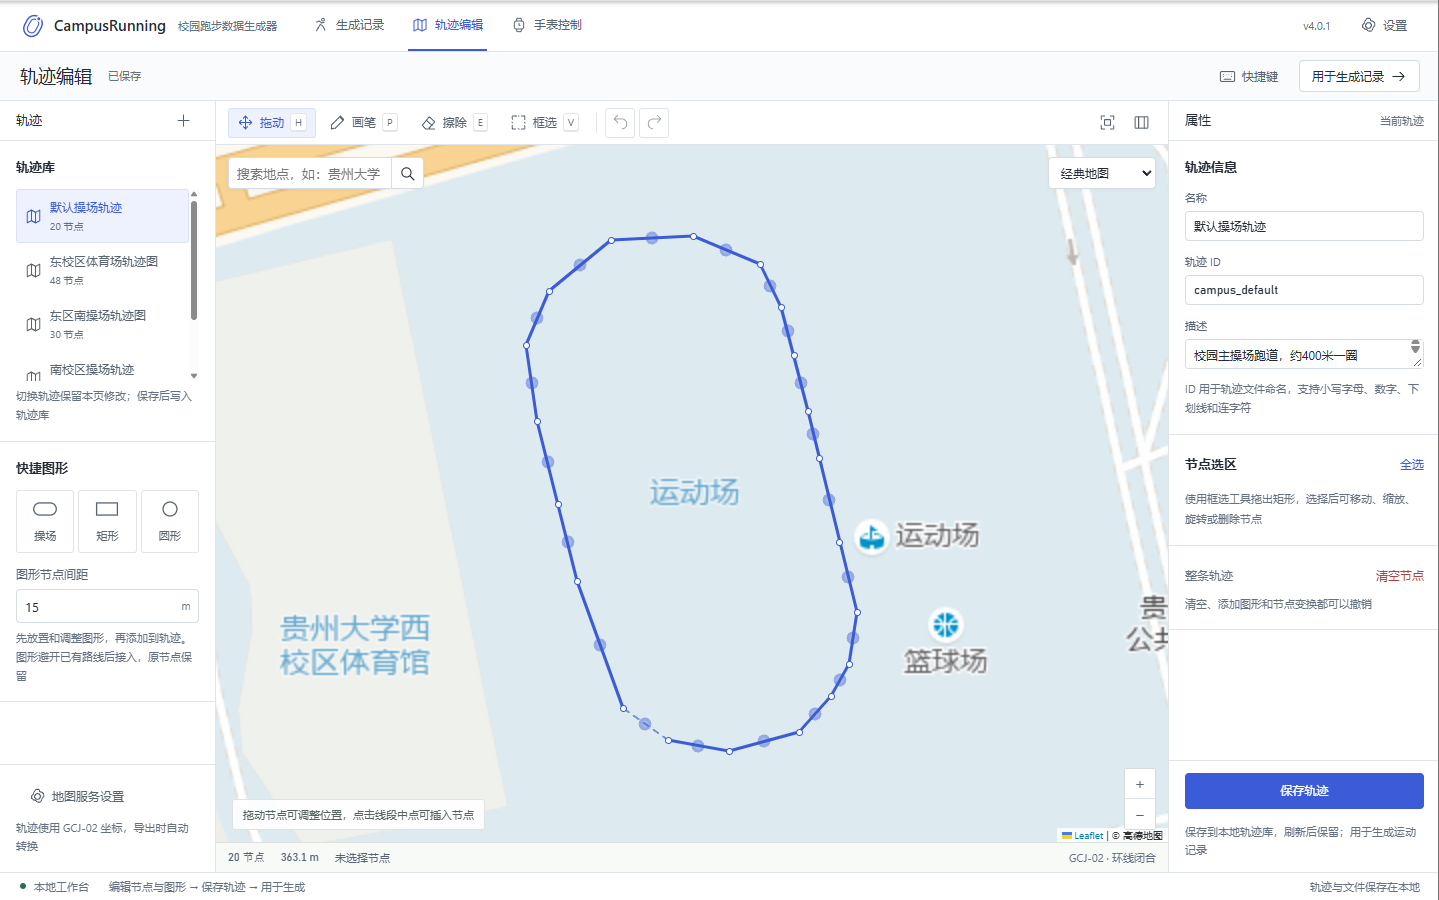 CampusRunning 校园跑步数据生成器 生成记录 轨迹编辑 手表控制 v4.0.1 设置
轨迹编辑 已保存 快捷键 用于生成记录 →
轨迹
轨迹库
默认操场轨迹
20 节点
东校区体育场轨迹图
48 节点
东区南操场轨迹图
30 节点
南校区操场轨迹
切换轨迹保留本页修改；保存后写入
轨迹库
快捷图形
操场 矩形 圆形
图形节点间距
15 m
先放置和调整图形，再添加到轨迹。
图形避开已有路线后接入，原节点保
留
地图服务设置
轨迹使用 GCJ-02 坐标，导出时自动
转换
拖动 H 画笔 P 擦除 E 框选 V
搜索地点，如：贵州大学
经典地图
运动场
运动场
篮球场
贵州大学西
校区体育馆
贵
公共
拖动节点可调整位置，点击线段中点可插入节点
+
−
Leaflet | © 高德地图
20 节点 363.1 m 未选择节点 GCJ-02 · 环线闭合
属性 当前轨迹
轨迹信息
名称
默认操场轨迹
轨迹 ID
campus_default
描述
校园主操场跑道，约400米一圈
ID 用于轨迹文件命名，支持小写字母、数字、下
划线和连字符
节点选区 全选
使用框选工具拖出矩形，选择后可移动、缩放、
旋转或删除节点
整条轨迹 清空节点
清空、添加图形和节点变换都可以撤销
保存轨迹
保存到本地轨迹库，刷新后保留；用于生成运动
记录
本地工作台 编辑节点与图形 → 保存轨迹 → 用于生成 轨迹与文件保存在本地